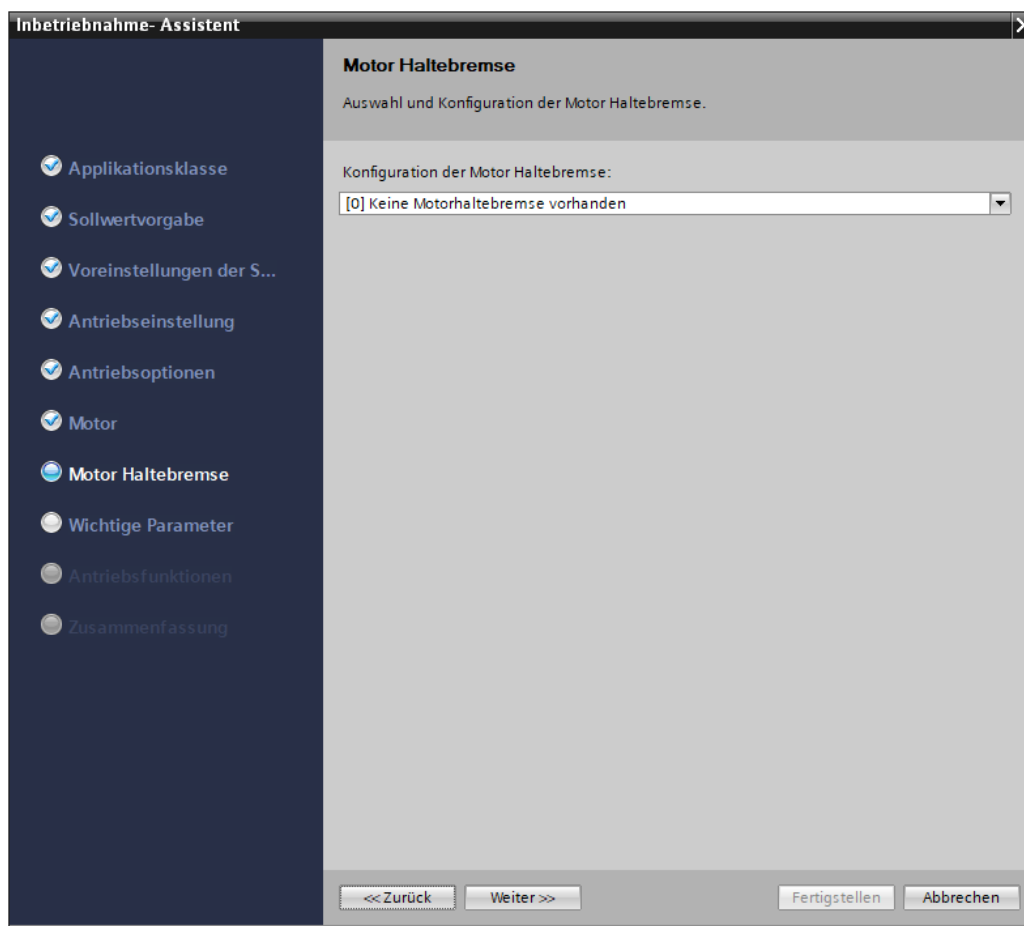 Inbetriebnahme- Assistent
Motor Haltebremse
Auswahl und Konfiguration der Motor Haltebremse.
Applikationsklasse
Sollwertvorgabe
Voreinstellungen der S...
Antriebseinstellung
Antriebsoptionen
Motor
Motor Haltebremse
Wichtige Parameter
Antriebsfunktionen
Zusammenfassung
Konfiguration der Motor Haltebremse:
[0] Keine Motorhaltebremse vorhanden
<< Zurück
Weiter >>
Fertigstellen
Abbrechen